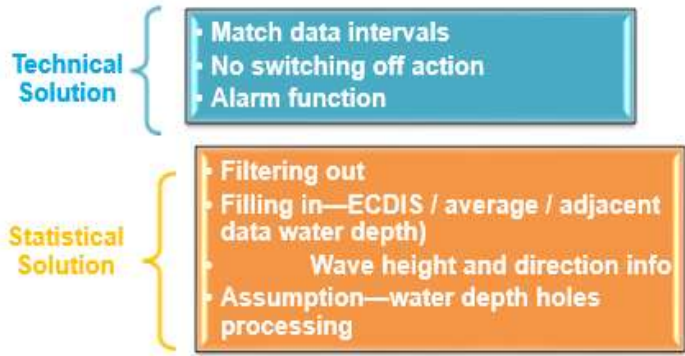 Technical
Solution
• Match data intervals
• No switching off action
• Alarm function
Statistical
Solution
• Filtering out
• Filling in—ECDIS / average / adjacent
data water depth)
• Wave height and direction info
• Assumption—water depth holes
processing